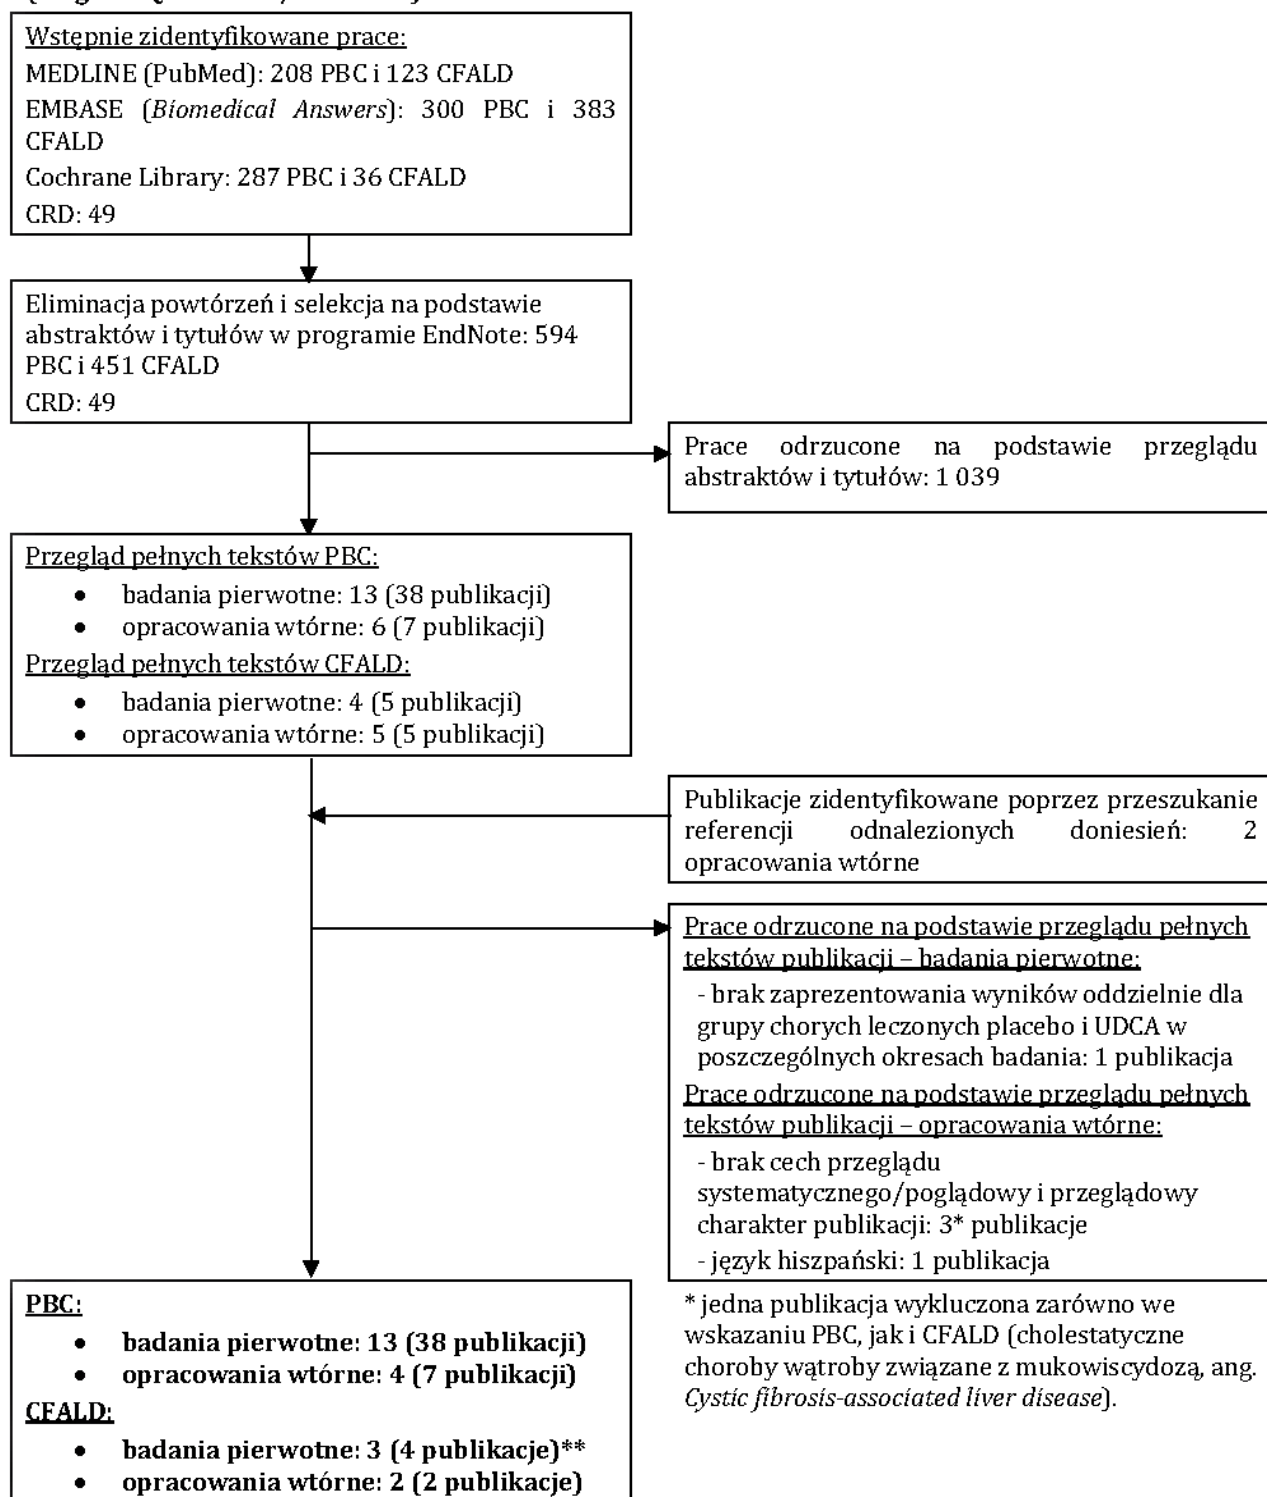 Wstępnie zidentyfikowane prace:
MEDLINE (PubMed): 208 PBC i 123 CFALD
EMBASE (Biomedical Answers): 300 PBC i 383
CFALD
Cochrane Library: 287 PBC i 36 CFALD
CRD: 49
Eliminacja powtórzeń i selekcja na podstawie
abstraktów i tytułów w programie EndNote: 594
PBC i 451 CFALD
CRD: 49
Prace odrzucone na podstawie przeglądu
abstraktów i tytułów: 1 039
Przegląd pełnych tekstów PBC:
• badania pierwotne: 13 (38 publikacji)
• opracowania wtórne: 6 (7 publikacji)
Przegląd pełnych tekstów CFALD:
• badania pierwotne: 4 (5 publikacji)
• opracowania wtórne: 5 (5 publikacji)
Publikacje zidentyfikowane poprzez przeszukanie
referencji odnalezionych doniesień: 2
opracowania wtórne
Prace odrzucone na podstawie przeglądu pełnych
tekstów publikacji – badania pierwotne:
- brak zaprezentowania wyników oddzielnie dla
grupy chorych leczonych placebo i UDCA w
poszczególnych okresach badania: 1 publikacja
Prace odrzucone na podstawie przeglądu pełnych
tekstów publikacji – opracowania wtórne:
- brak cech przeglądu
systematycznego/poglądowy i przeglądowy
charakter publikacji: 3* publikacje
- język hiszpański: 1 publikacja
* jedna publikacja wykluczona zarówno we
wskazaniu PBC, jak i CFALD (cholestatyczne
choroby wątroby związane z mukowiscydozą, ang.
Cystic fibrosis-associated liver disease).
PBC:
• badania pierwotne: 13 (38 publikacji)
• opracowania wtórne: 4 (7 publikacji)
CFALD:
• badania pierwotne: 3 (4 publikacje)**
• opracowania wtórne: 2 (2 publikacje)